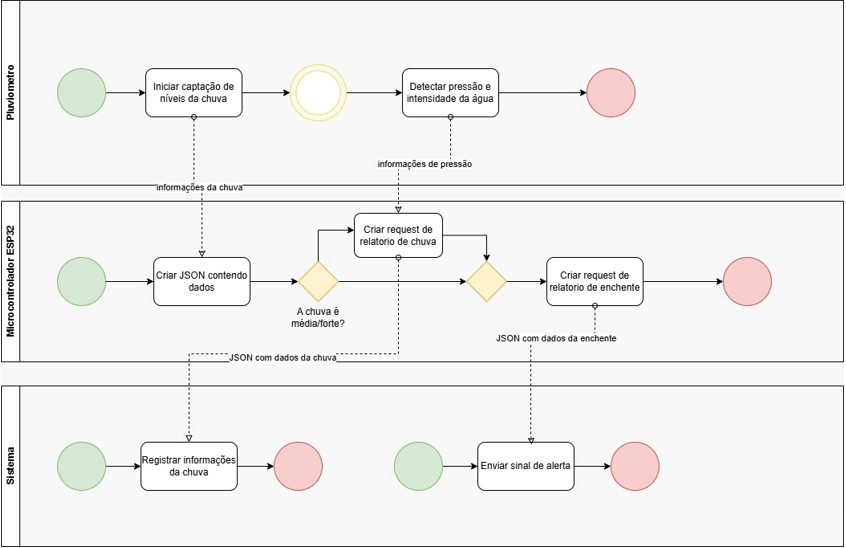 Pluviometro
Iniciar captação de
níveis da chuva
Detectar pressão e
intensidade da água
informações de pressão
informações da chuva
Microcontrolador ESP32
Criar request de
relatorio de chuva
Criar JSON contendo
dados
A chuva é
média/forte?
Criar request de
relatorio de enchente
JSON com dados da enchente
JSON com dados da chuva
Sistema
Registrar informações
da chuva
Enviar sinal de alerta